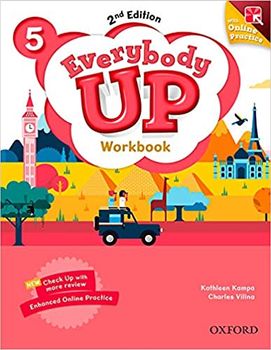 5
2nd Edition
with
Online
Practice
Everybody
UP
Workbook
NEW Check Up with
more review
Enhanced Online Practice
Kathleen Kampa
Charles Vilina
OXFORD